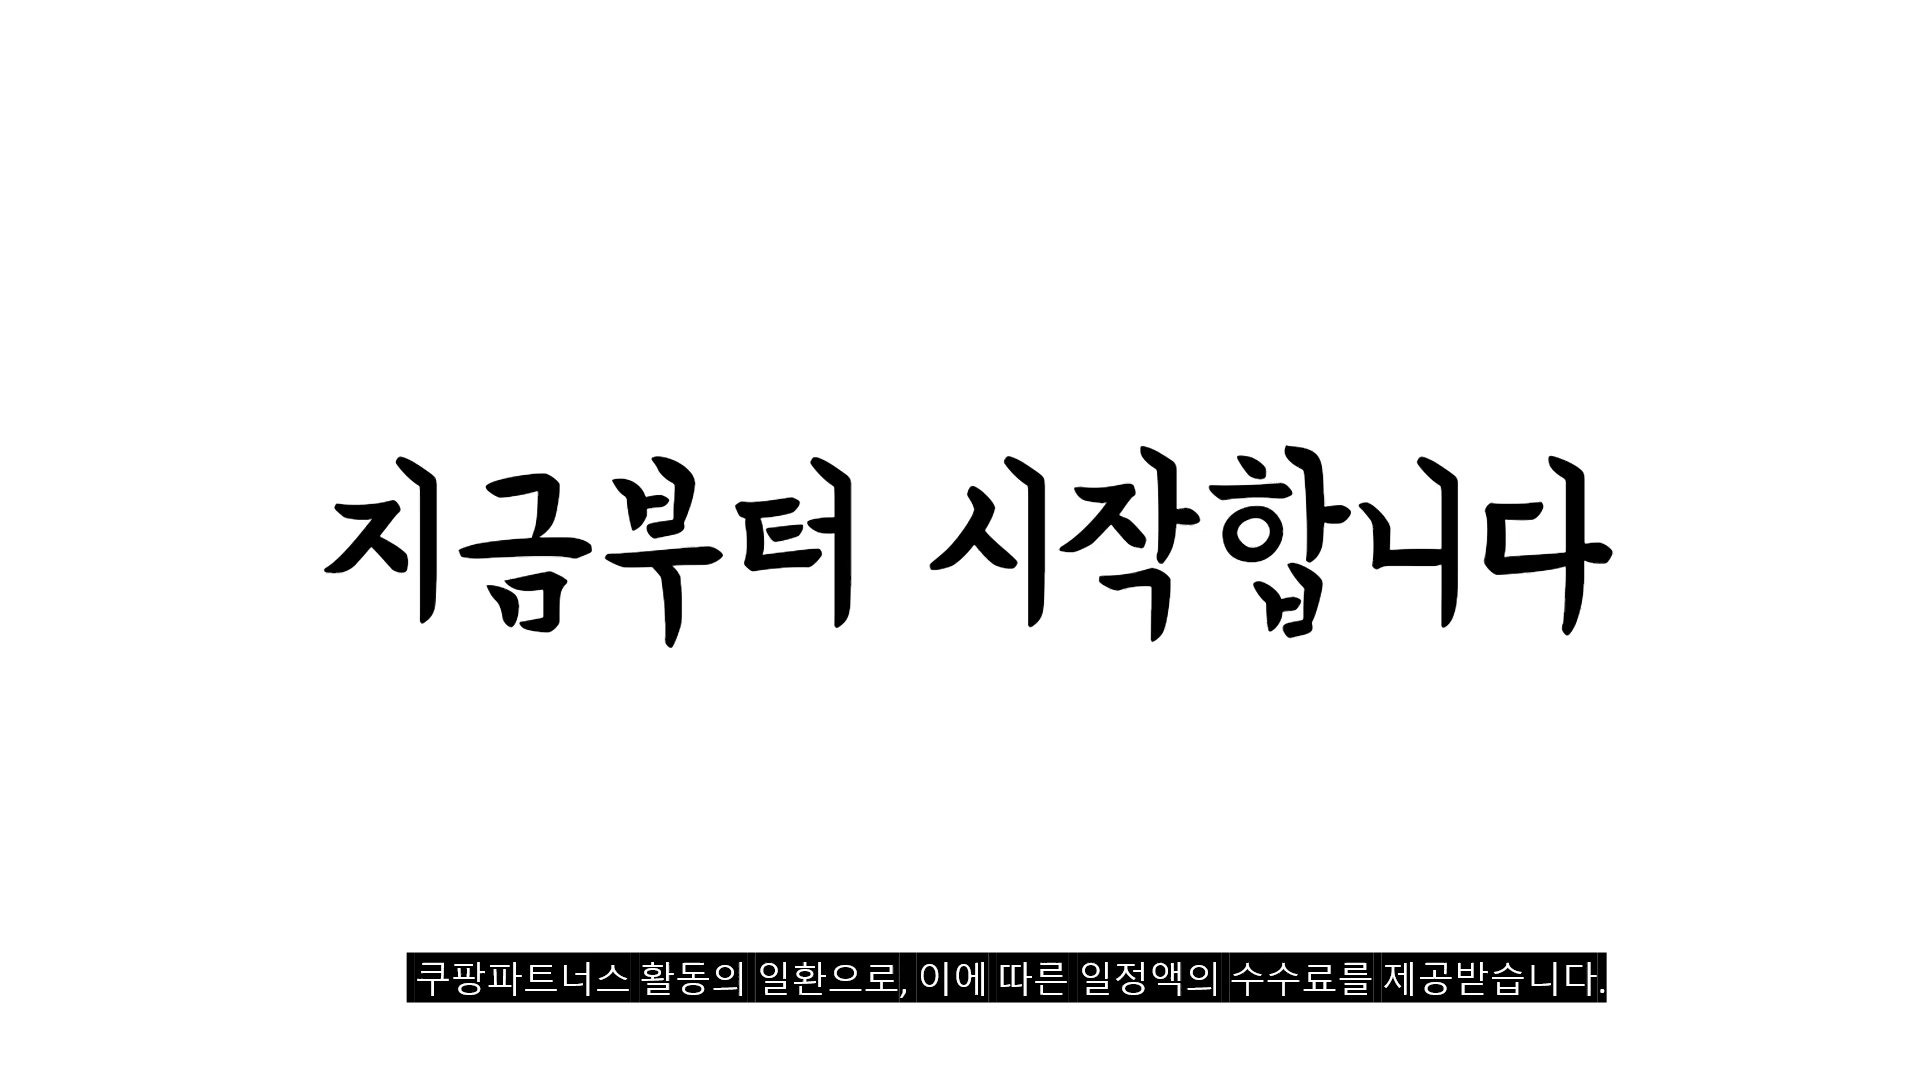 지금부터 시작합니다
쿠팡파트너스 활동의 일환으로, 이에 따른 일정액의 수수료를 제공받습니다.